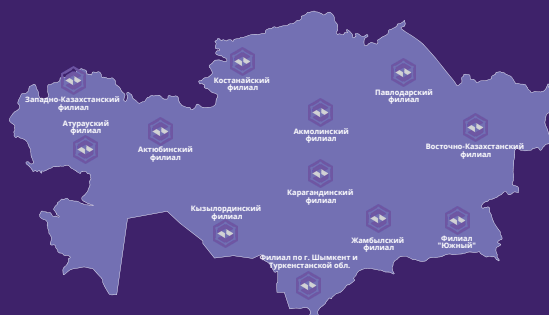 Костанайский
филиал
Павлодарский
филиал
Западно-Казахстанский
филиал
Атурауский
филиал
Актюбинский
филиал
Акмолинский
филиал
Восточно-Казахстанский
филиал
Карагандинский
филиал
Кызылординский
филиал
Жамбылский
филиал
Филиал
"Южный"
Филиал по г. Шымкент и
Туркенстанской обл.